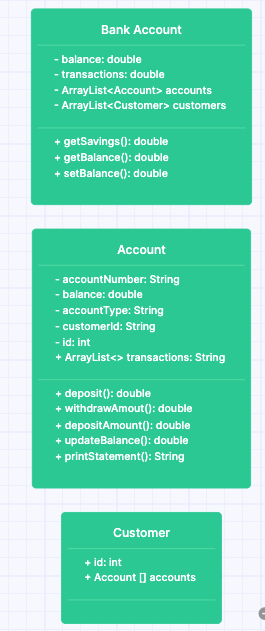 Bank Account
- balance: double
- transactions: double
- ArrayList<Account> accounts
- ArrayList<Customer> customers
+ getSavings(): double
+ getBalance(): double
+ setBalance(): double
Account
- accountNumber: String
- balance: double
- accountType: String
- customerId: String
- id: int
+ ArrayList<> transactions: String
+ deposit(): double
+ withdrawAmout(): double
+ depositAmount(): double
+ updateBalance(): double
+ printStatement(): String
Customer
+ id: int
+ Account [] accounts